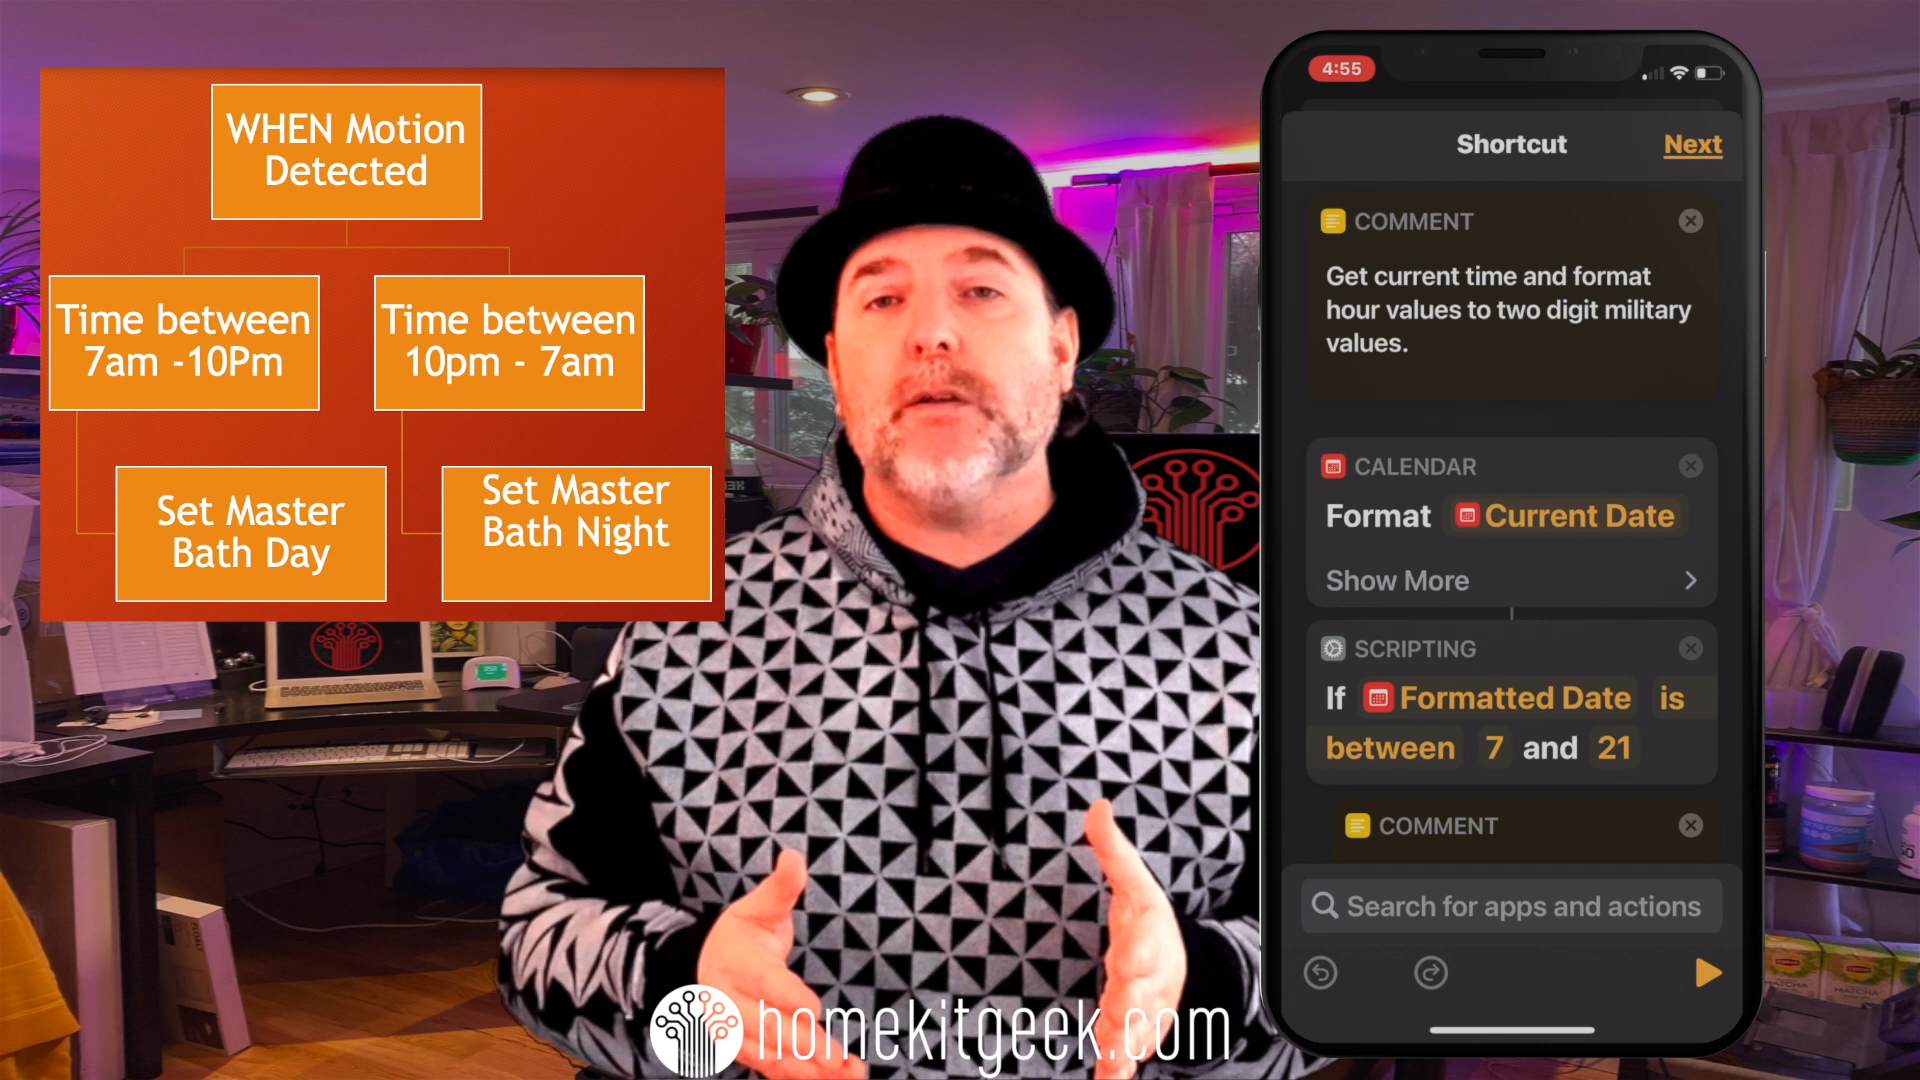 WHEN Motion
Detected
Time between
7am -10Pm
Time between
10pm - 7am
Set Master
Bath Day
Set Master
Bath Night
4:55
Shortcut
Next
COMMENT
Get current time and format
hour values to two digit military
values.
CALENDAR
Format Current Date
Show More
SCRIPTING
If Formatted Date is
between 7 and 21
COMMENT
Search for apps and actions
homekitgeek.com
MATCHA